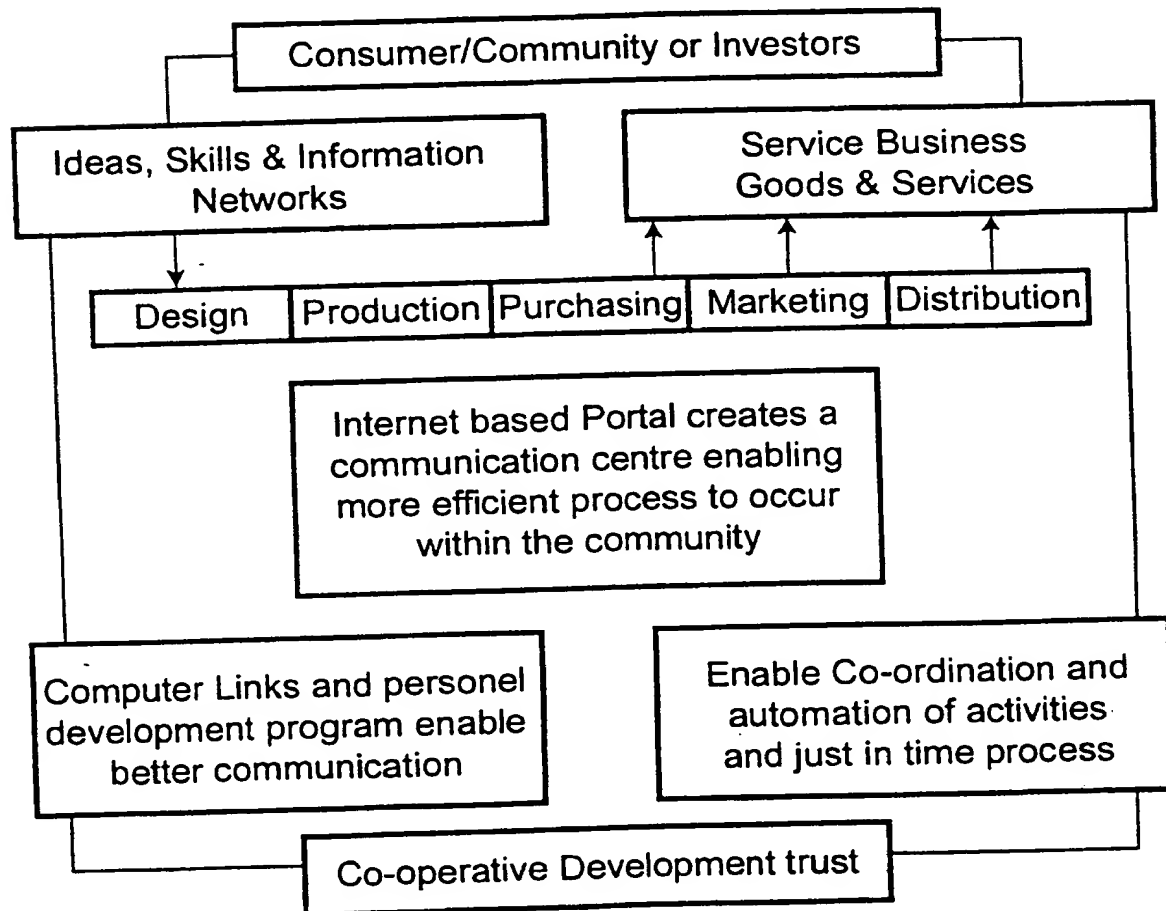 Consumer/Community or Investors
Ideas, Skills & Information
Networks
Service Business
Goods & Services
Design
Production
Purchasing
Marketing
Distribution
Internet based Portal creates a
communication centre enabling
more efficient process to occur
within the community
Computer Links and personel
development program enable
better communication
Enable Co-ordination and
automation of activities
and just in time process
Co-operative Development trust